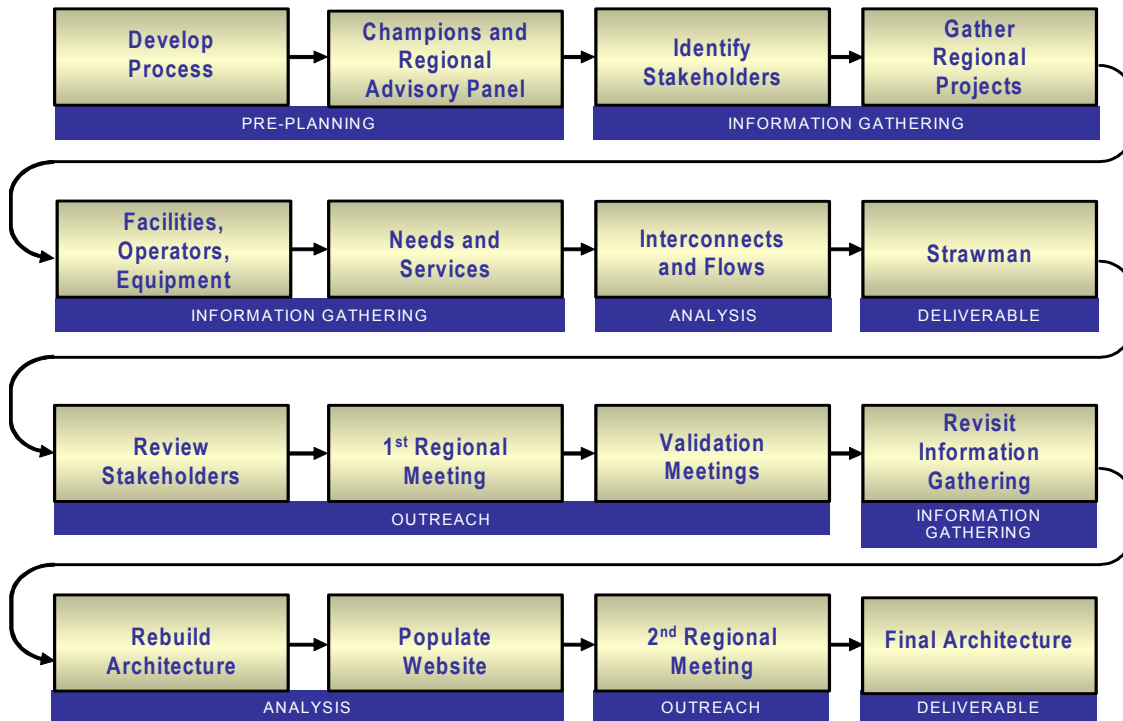 Develop
Process
Champions and
Regional
Advisory Panel
Identify
Stakeholders
Gather
Regional
Projects
PRE-PLANNING
INFORMATION GATHERING
Facilities,
Operators,
Equipment
Needs and
Services
Interconnects
and Flows
Strawman
INFORMATION GATHERING
ANALYSIS
DELIVERABLE
Review
Stakeholders
1st Regional
Meeting
Validation
Meetings
Revisit
Information
Gathering
OUTREACH
INFORMATION
GATHERING
Rebuild
Architecture
Populate
Website
2nd Regional
Meeting
Final Architecture
ANALYSIS
OUTREACH
DELIVERABLE